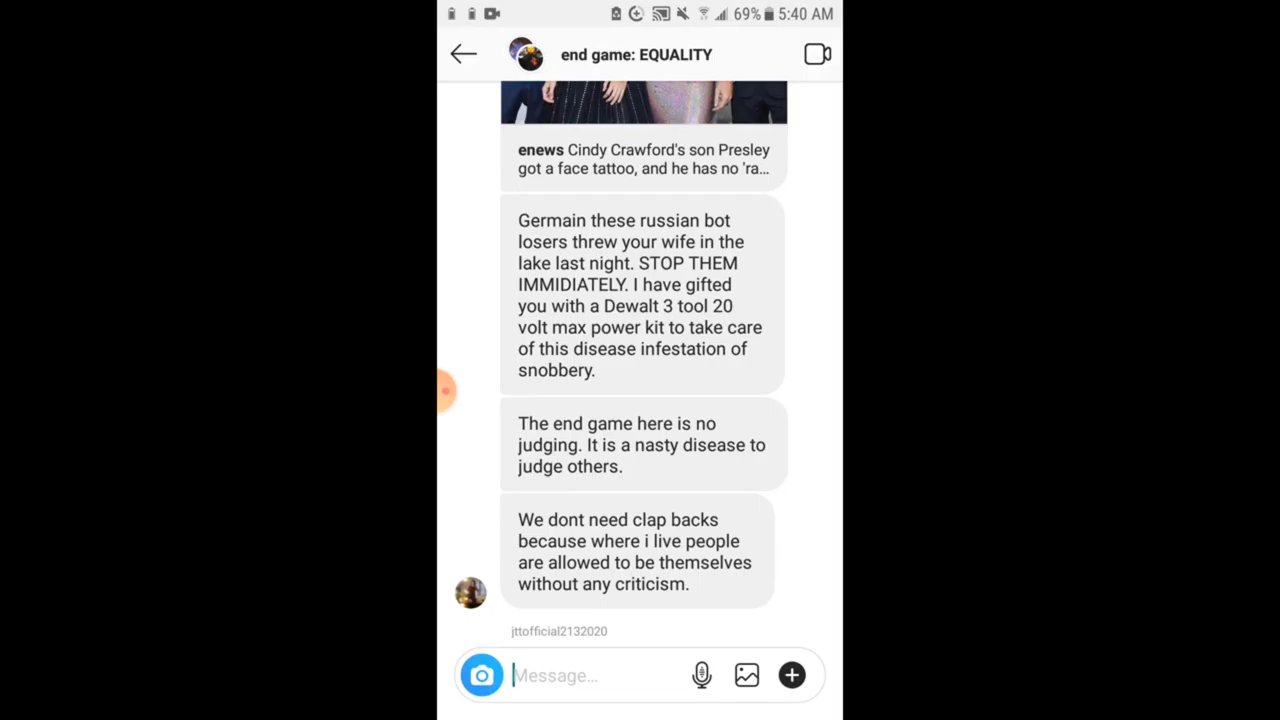 69% 5:40 AM
end game: EQUALITY
enews Cindy Crawford's son Presley
got a face tattoo, and he has no 'ra...
Germain these russian bot
losers threw your wife in the
lake last night. STOP THEM
IMMIDIATELY. I have gifted
you with a Dewalt 3 tool 20
volt max power kit to take care
of this disease infestation of
snobbery.
The end game here is no
judging. It is a nasty disease to
judge others.
We dont need clap backs
because where i live people
are allowed to be themselves
without any criticism.
jttofficial2132020
Message...